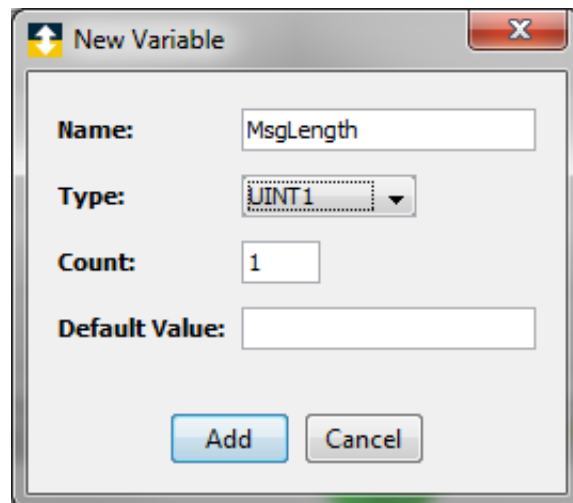 New Variable
Name: MsgLength
Type: UINT1
Count: 1
Default Value:
Add Cancel